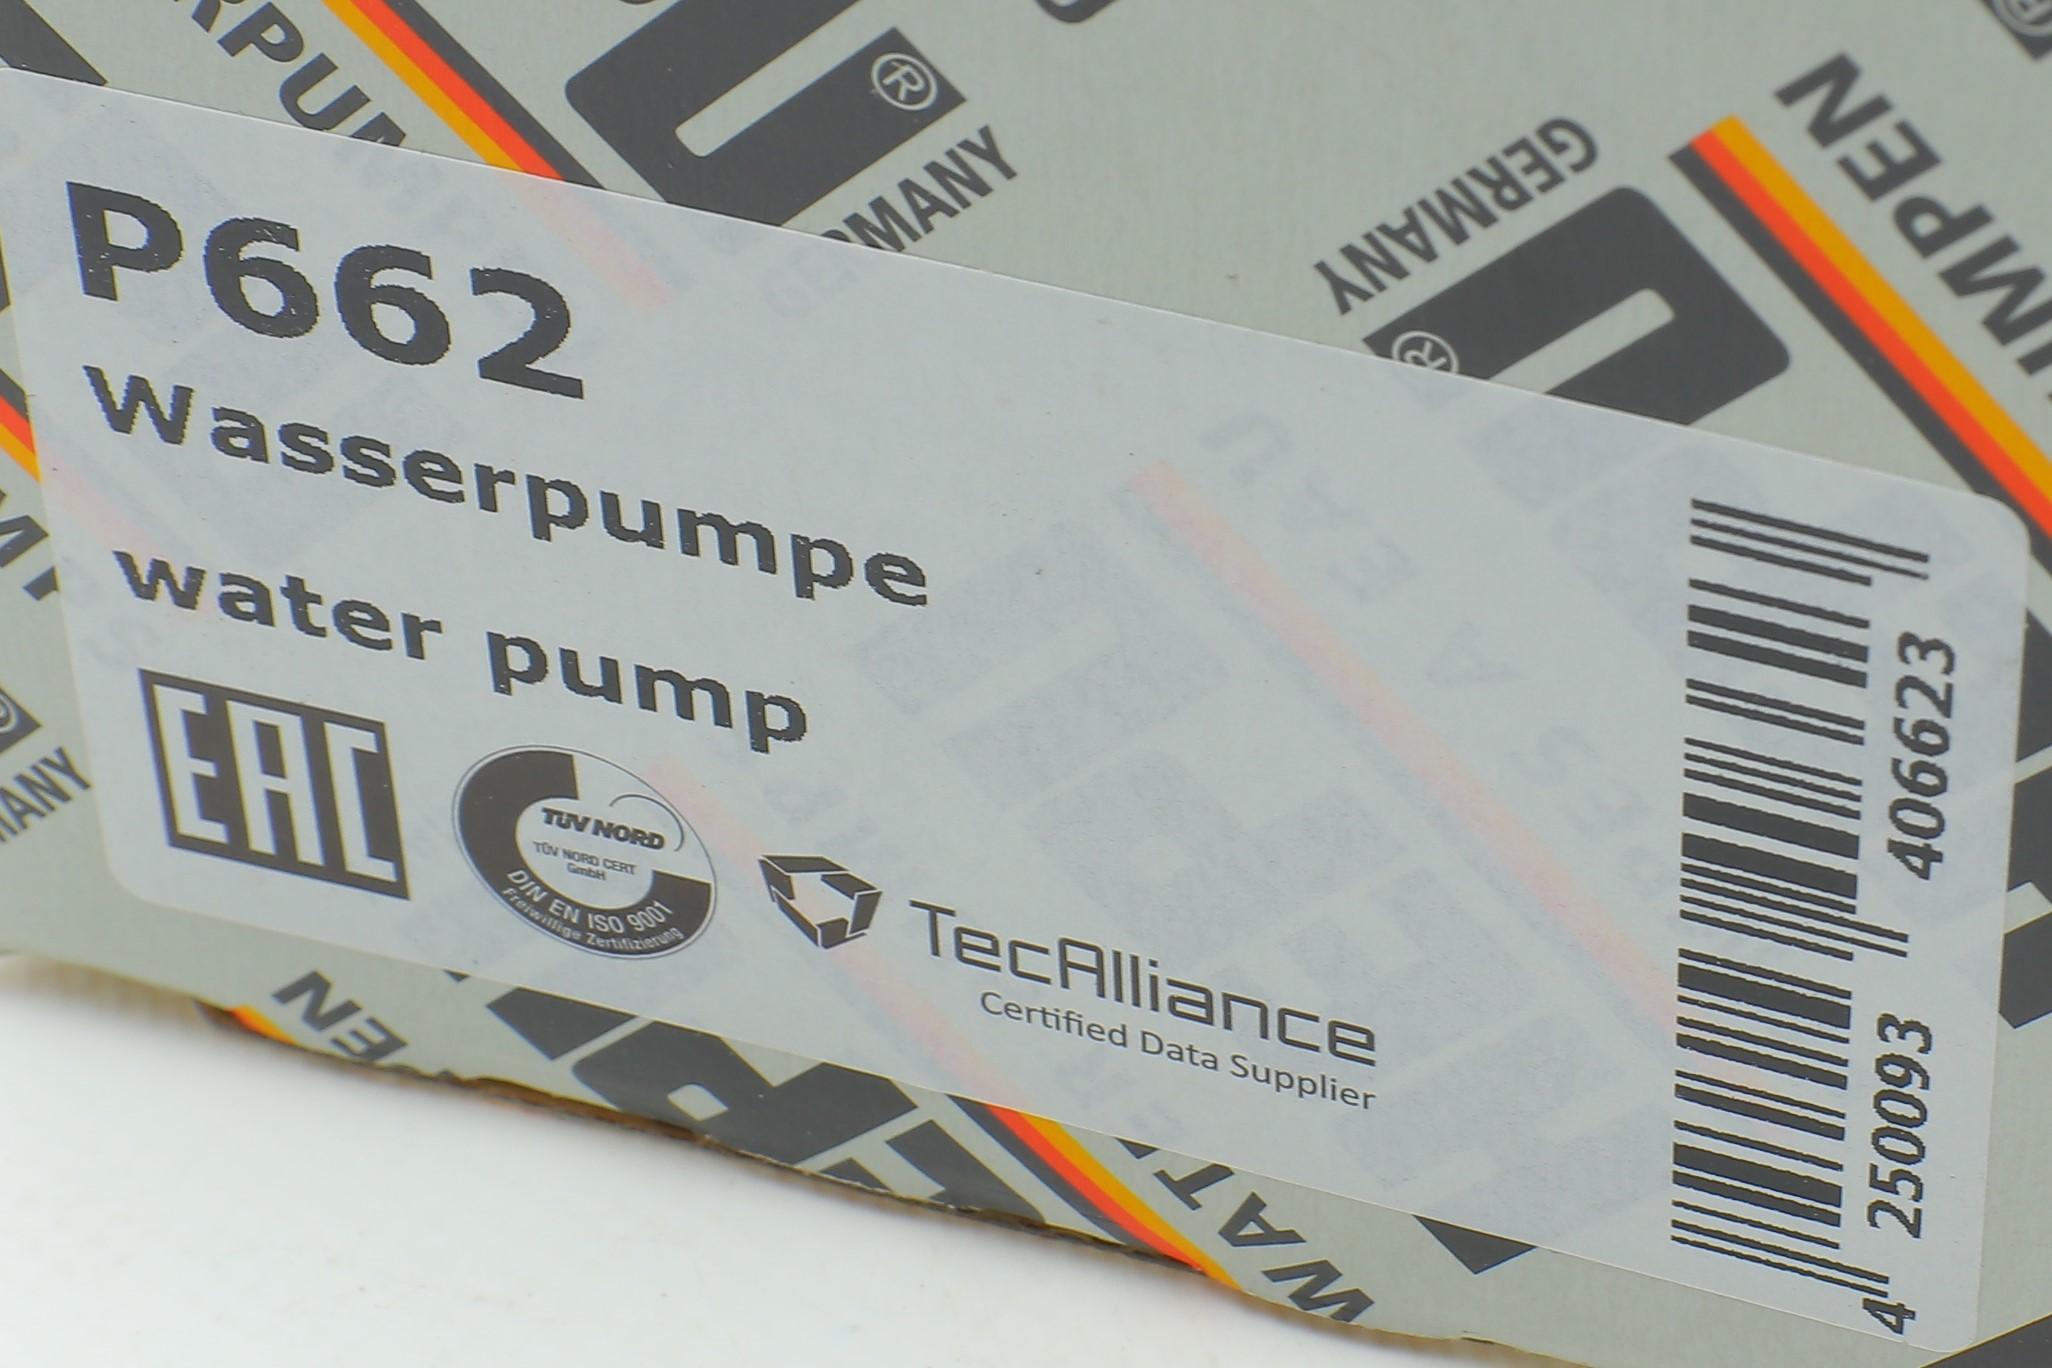 P662
Wasserpumpe
water pump
EAC
TÜV NORD
TÜV NORD CERT
GmbH
DIN EN ISO 9001
Freiwillige Zertifizierung
TecAlliance
Certified Data Supplier
4 250093 406623
GERMANY